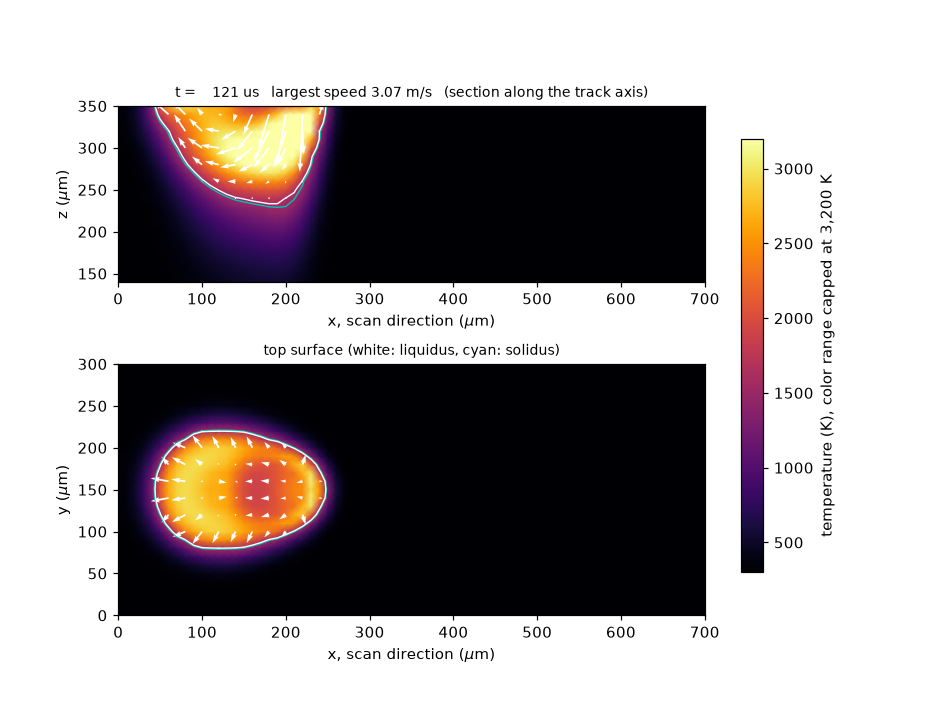 t =    121 us   largest speed 3.07 m/s   (section along the track axis)
350
300
250
200
150
z (μm)
0 100 200 300 400 500 600 700
x, scan direction (μm)
top surface (white: liquidus, cyan: solidus)
300
250
200
150
100
50
0
y (μm)
0 100 200 300 400 500 600 700
x, scan direction (μm)
3000
2500
2000
1500
1000
500
temperature (K), color range capped at 3,200 K